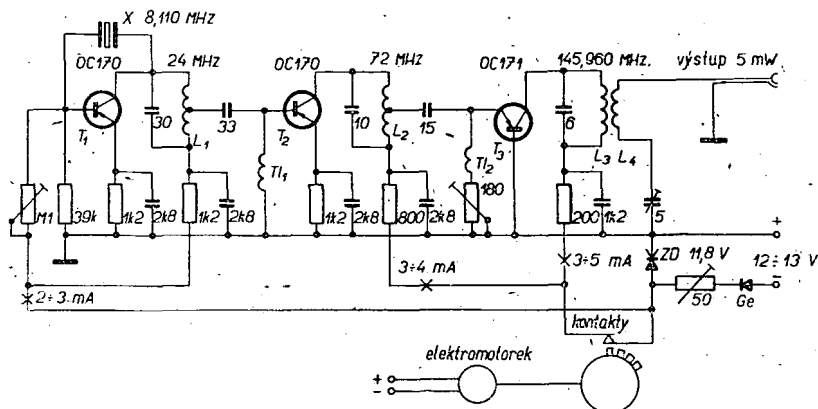 X 8,110 MHz
OC170
24 MHz
OC170
72 MHz
OC171
145,960 MHz.
výstup 5 mW
T1
30
L1
33
T2
10
L2
15
T3
6
L3
L4
Tl1
Tl2
M1
39k
1k2
2k8
1k2
2k8
1k2
2k8
800
2k8
180
200
1k2
5
+
3÷4 mA
3÷5 mA
ZD 11,8 V
12÷13 V
-
2÷3 mA
50
Ge
kontakty
elektromotorek
+
-